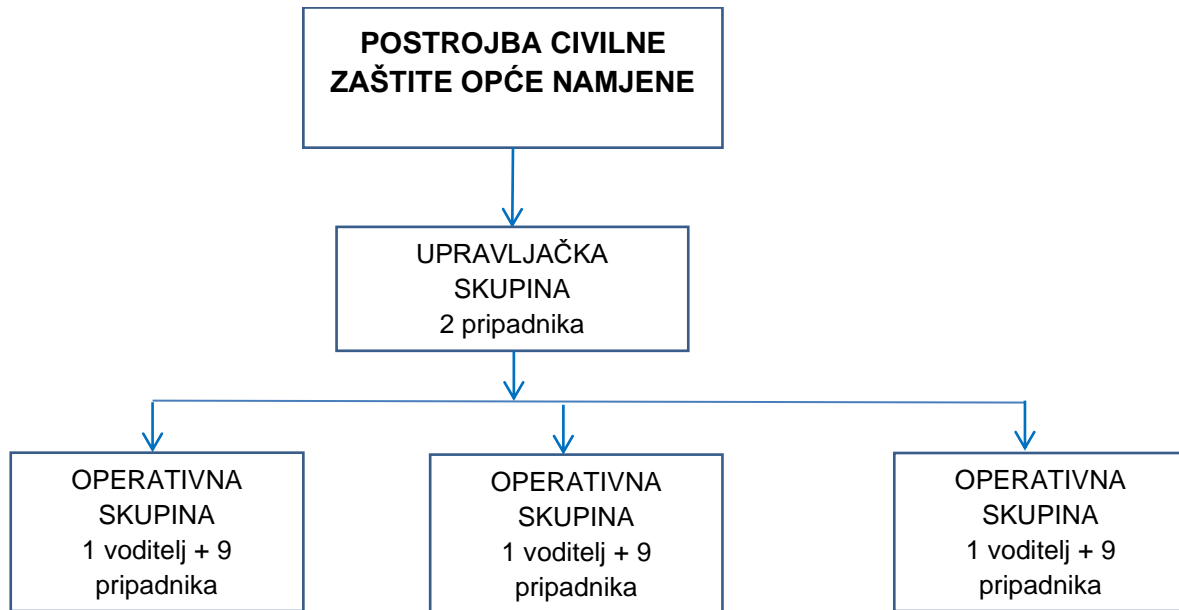 POSTROJBA CIVILNE
ZAŠTITE OPĆE NAMJENE
UPRAVLJAČKA
SKUPINA
2 pripadnika
OPERATIVNA
SKUPINA
1 voditelj + 9
pripadnika
OPERATIVNA
SKUPINA
1 voditelj + 9
pripadnika
OPERATIVNA
SKUPINA
1 voditelj + 9
pripadnika